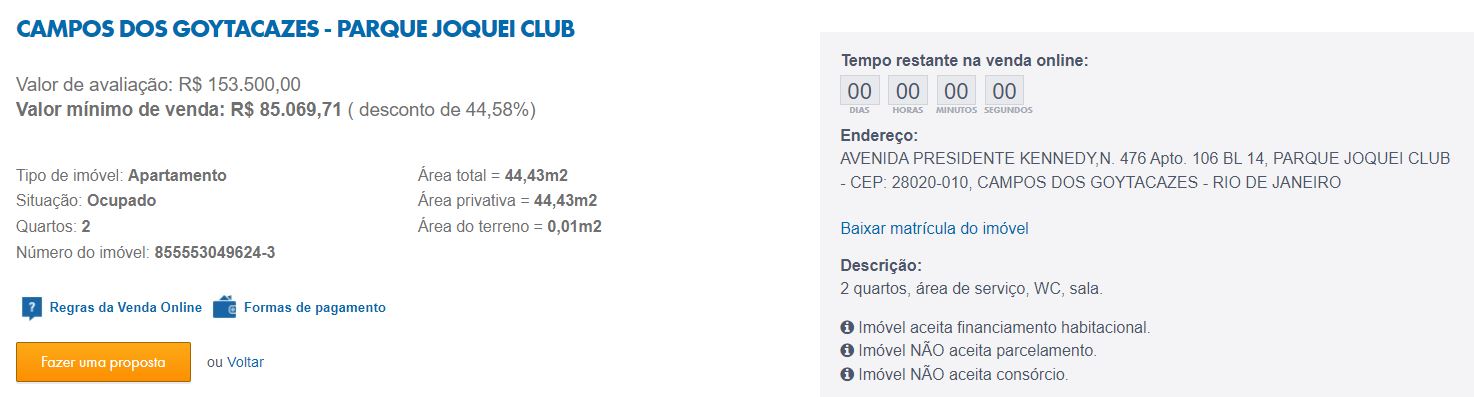 CAMPOS DOS GOYTACAZES - PARQUE JOQUEI CLUB
Valor de avaliação: R$ 153.500,00
Valor mínimo de venda: R$ 85.069,71 ( desconto de 44,58%)
Tipo de imóvel: Apartamento
Situação: Ocupado
Quartos: 2
Número do imóvel: 855553049624-3
Área total = 44,43m2
Área privativa = 44,43m2
Área do terreno = 0,01m2
? Regras da Venda Online Formas de pagamento
Fazer uma proposta ou Voltar
Tempo restante na venda online:
00 00 00 00
DIAS HORAS MINUTOS SEGUNDOS
Endereço:
AVENIDA PRESIDENTE KENNEDY,N. 476 Apto. 106 BL 14, PARQUE JOQUEI CLUB
- CEP: 28020-010, CAMPOS DOS GOYTACAZES - RIO DE JANEIRO
Baixar matrícula do imóvel
Descrição:
2 quartos, área de serviço, WC, sala.
Imóvel aceita financiamento habitacional.
Imóvel NÃO aceita parcelamento.
Imóvel NÃO aceita consórcio.